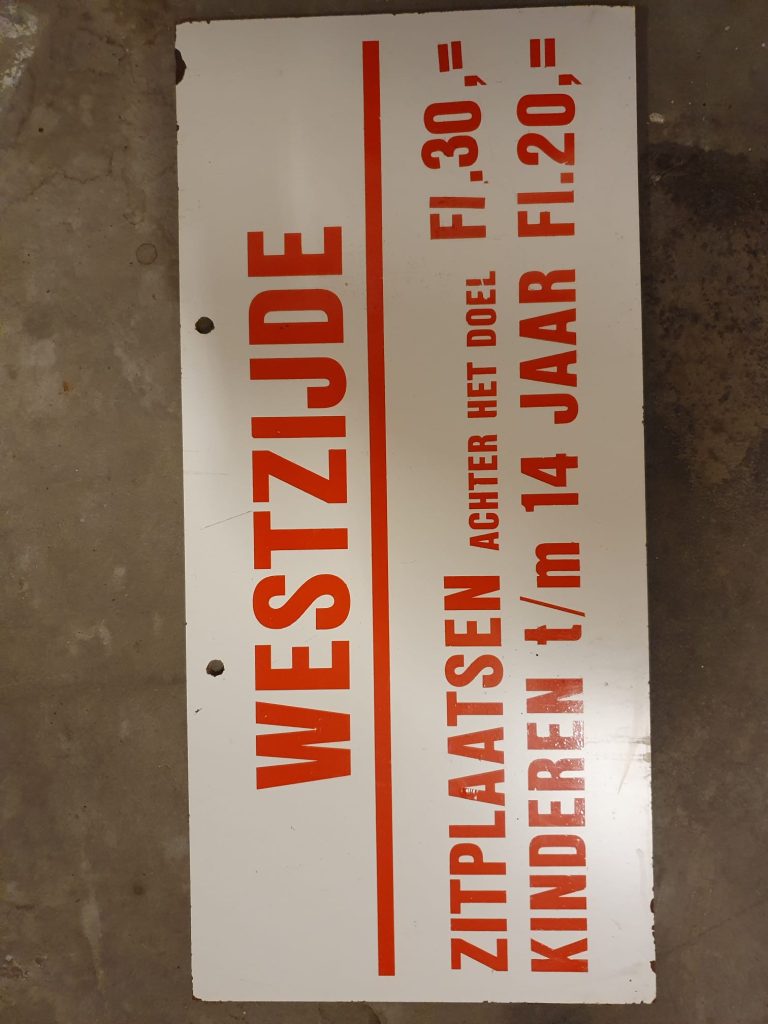 WESTZIJDE
ZITPLAATSEN ACHTER HET DOEL Fl.30,=
KINDEREN t/m 14 JAAR Fl.20,=